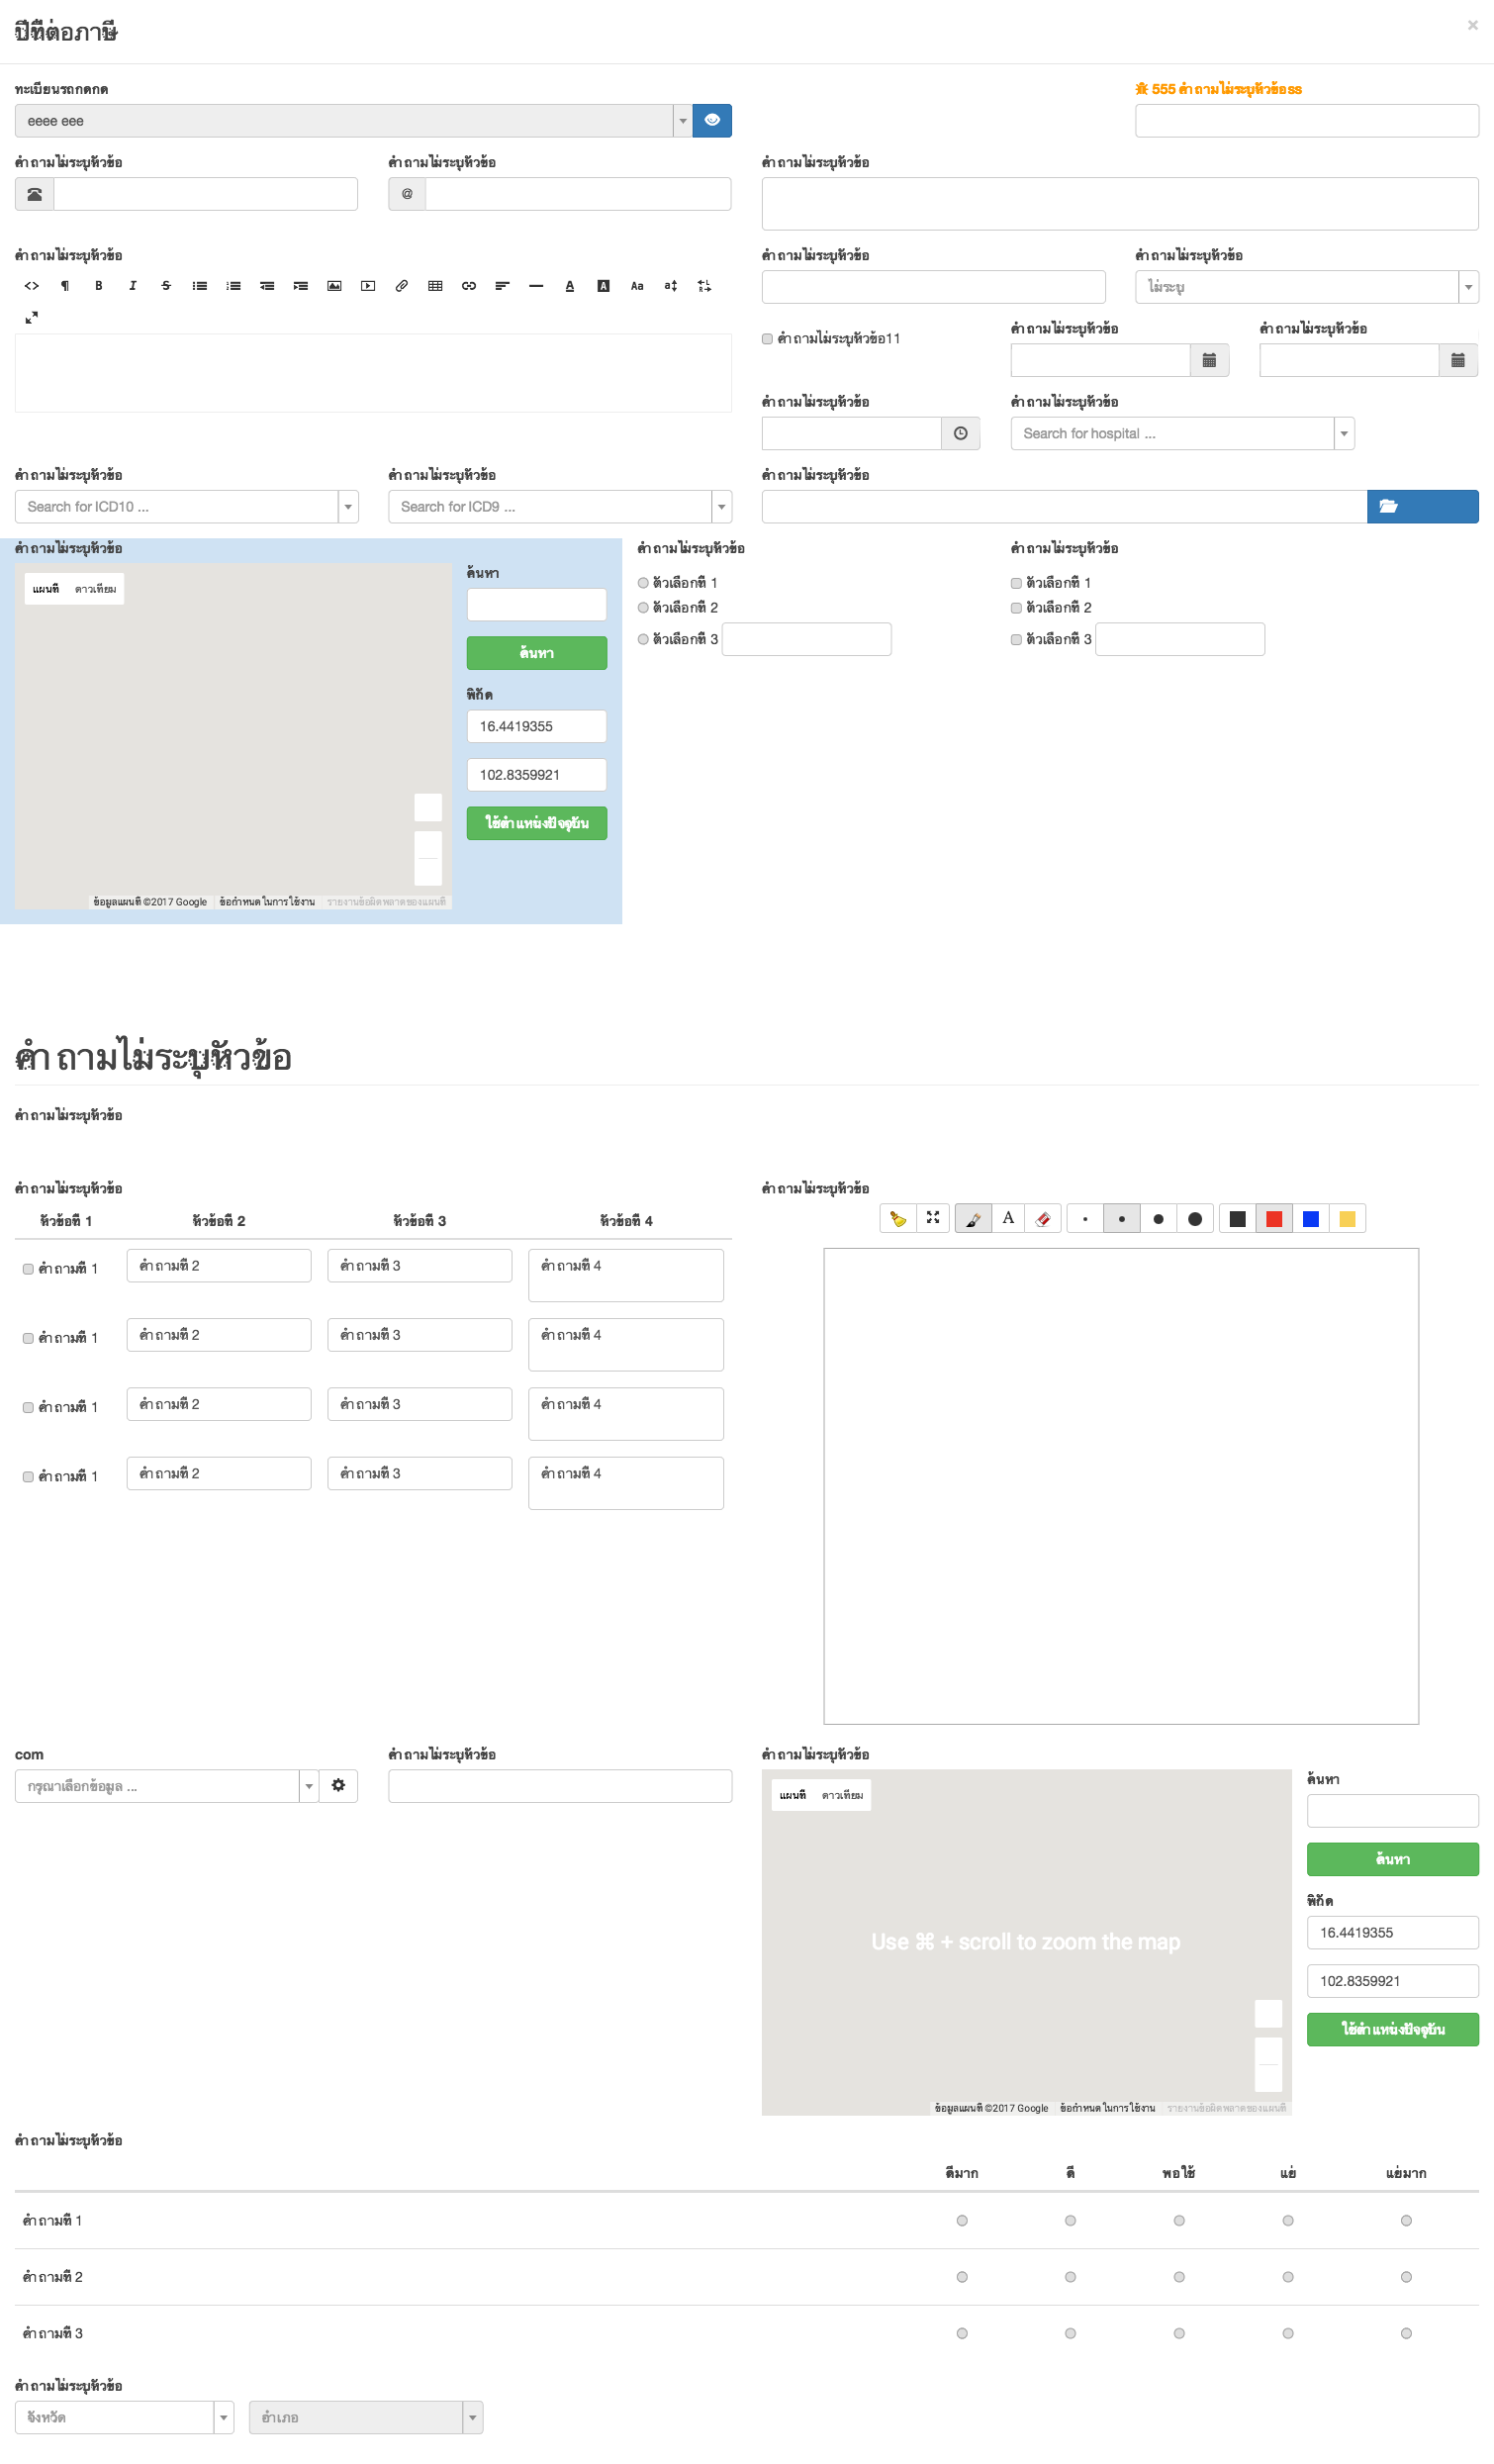 ปีที่ต่อภาษี
×
ทะเบียนรถกดกด
555 คำถามไม่ระบุหัวข้อss
eeee eee
คำถามไม่ระบุหัวข้อ
คำถามไม่ระบุหัวข้อ
คำถามไม่ระบุหัวข้อ
@
คำถามไม่ระบุหัวข้อ
คำถามไม่ระบุหัวข้อ
คำถามไม่ระบุหัวข้อ
ไม่ระบุ
คำถามไม่ระบุหัวข้อ11
คำถามไม่ระบุหัวข้อ
คำถามไม่ระบุหัวข้อ
คำถามไม่ระบุหัวข้อ
คำถามไม่ระบุหัวข้อ
Search for hospital ...
คำถามไม่ระบุหัวข้อ
คำถามไม่ระบุหัวข้อ
คำถามไม่ระบุหัวข้อ
Search for ICD10 ...
Search for ICD9 ...
คำถามไม่ระบุหัวข้อ
คำถามไม่ระบุหัวข้อ
คำถามไม่ระบุหัวข้อ
แผนที่ ดาวเทียม
ค้นหา
ค้นหา
พิกัด
16.4419355
102.8359921
ใช้ตำแหน่งปัจจุบัน
ข้อมูลแผนที่ ©2017 Google ข้อกำหนดในการใช้งาน รายงานข้อผิดพลาดของแผนที่
ตัวเลือกที่ 1
ตัวเลือกที่ 2
ตัวเลือกที่ 3
ตัวเลือกที่ 1
ตัวเลือกที่ 2
ตัวเลือกที่ 3
คำถามไม่ระบุหัวข้อ
คำถามไม่ระบุหัวข้อ
คำถามไม่ระบุหัวข้อ
คำถามไม่ระบุหัวข้อ
หัวข้อที่ 1 หัวข้อที่ 2 หัวข้อที่ 3 หัวข้อที่ 4
A
คำถามที่ 1 คำถามที่ 2 คำถามที่ 3 คำถามที่ 4
คำถามที่ 1 คำถามที่ 2 คำถามที่ 3 คำถามที่ 4
คำถามที่ 1 คำถามที่ 2 คำถามที่ 3 คำถามที่ 4
คำถามที่ 1 คำถามที่ 2 คำถามที่ 3 คำถามที่ 4
com
คำถามไม่ระบุหัวข้อ
คำถามไม่ระบุหัวข้อ
กรุณาเลือกข้อมูล ...
แผนที่ ดาวเทียม
Use ⌘ + scroll to zoom the map
ค้นหา
ค้นหา
พิกัด
16.4419355
102.8359921
ใช้ตำแหน่งปัจจุบัน
ข้อมูลแผนที่ ©2017 Google ข้อกำหนดในการใช้งาน รายงานข้อผิดพลาดของแผนที่
คำถามไม่ระบุหัวข้อ
ดีมาก ดี พอใช้ แย่ แย่มาก
คำถามที่ 1
คำถามที่ 2
คำถามที่ 3
คำถามไม่ระบุหัวข้อ
จังหวัด
อำเภอ